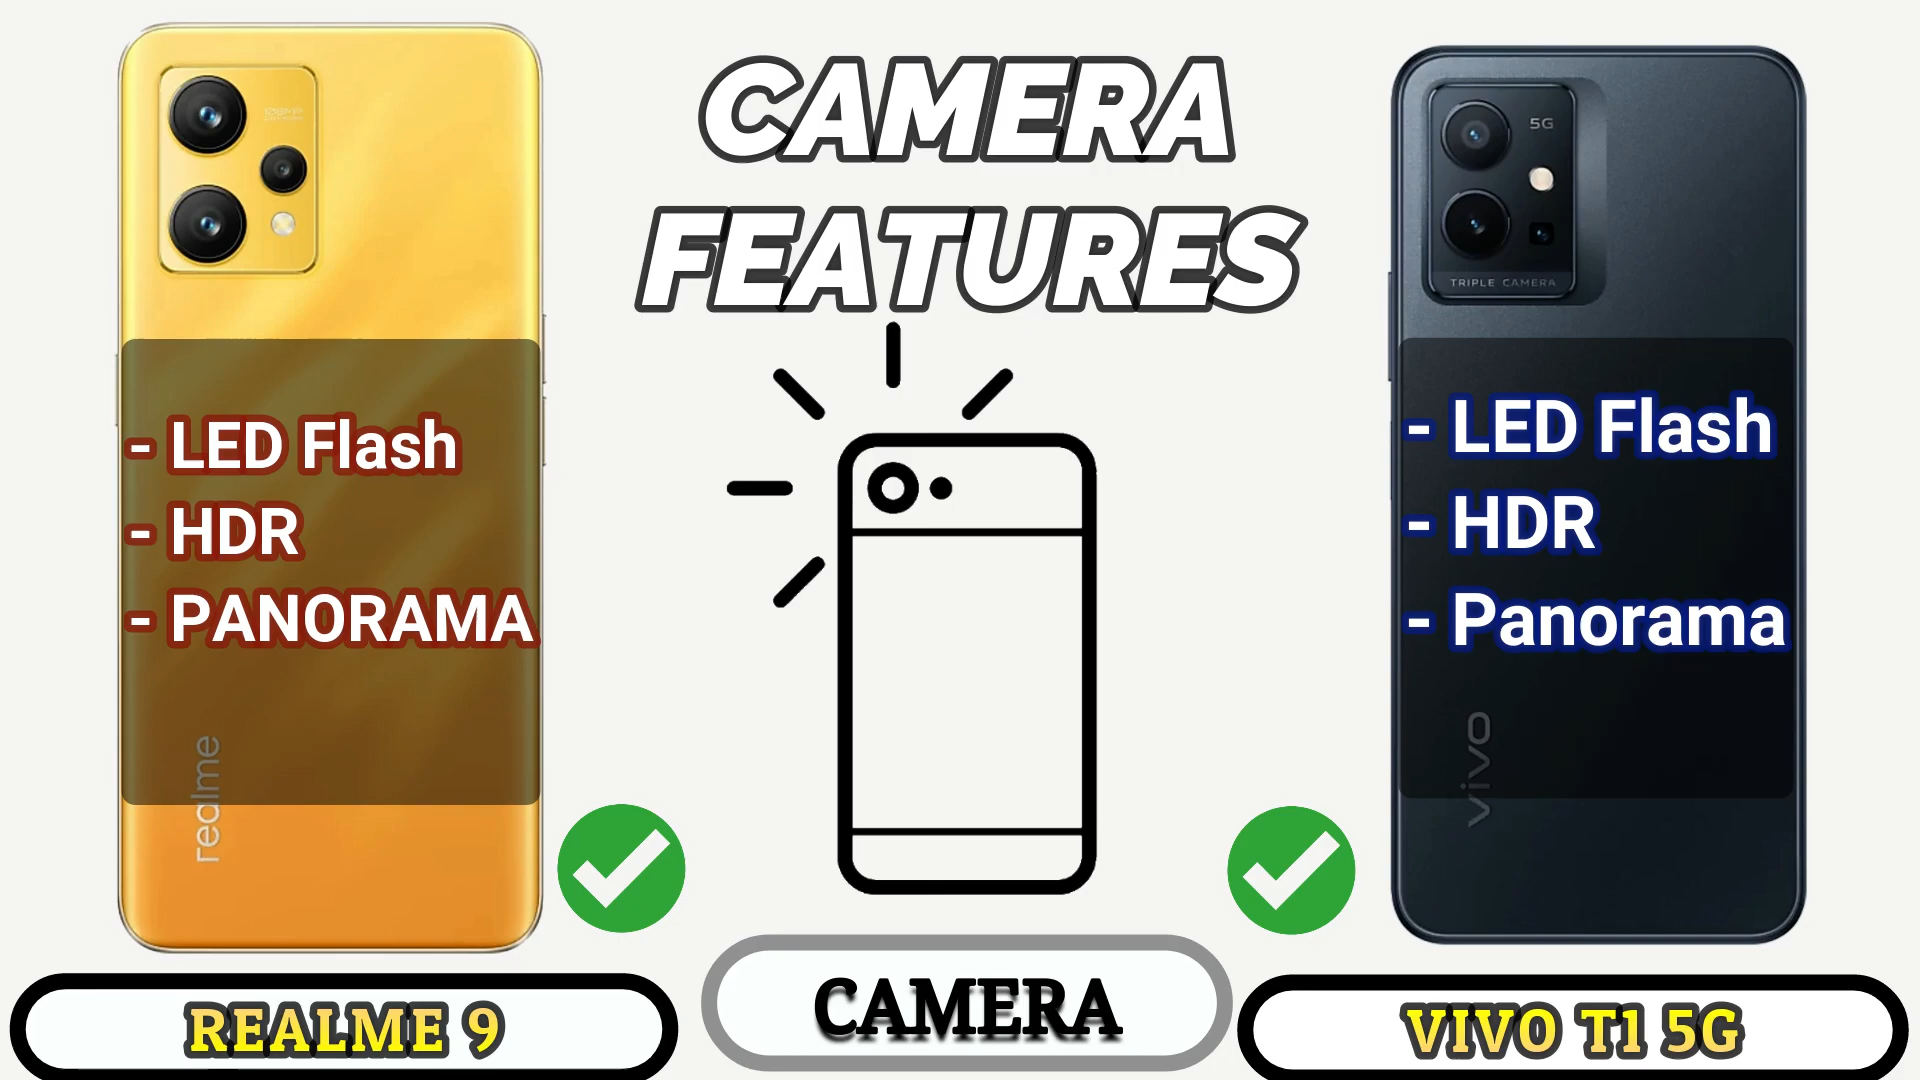 CAMERA
FEATURES
- LED Flash
- HDR
- PANORAMA
realme
5G
TRIPLE CAMERA
- LED Flash
- HDR
- Panorama
vivo
REALME 9
CAMERA
VIVO T1 5G